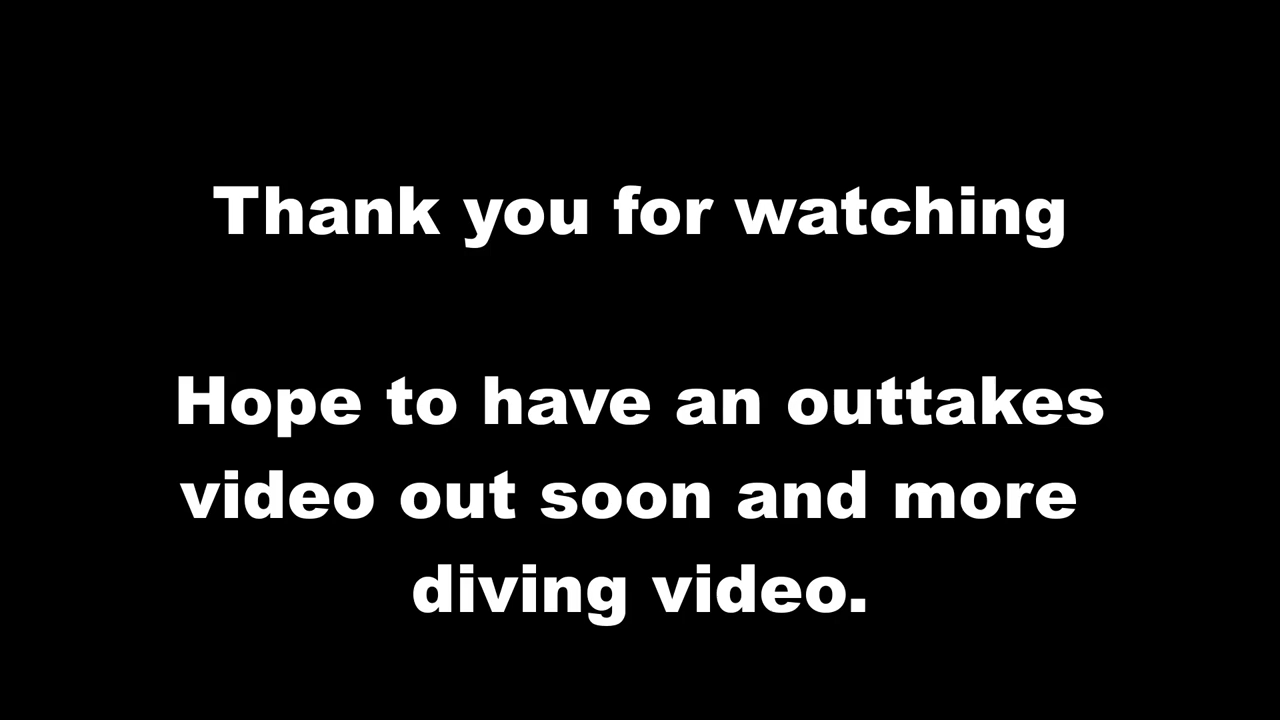 Thank you for watching
Hope to have an outtakes
video out soon and more
diving video.